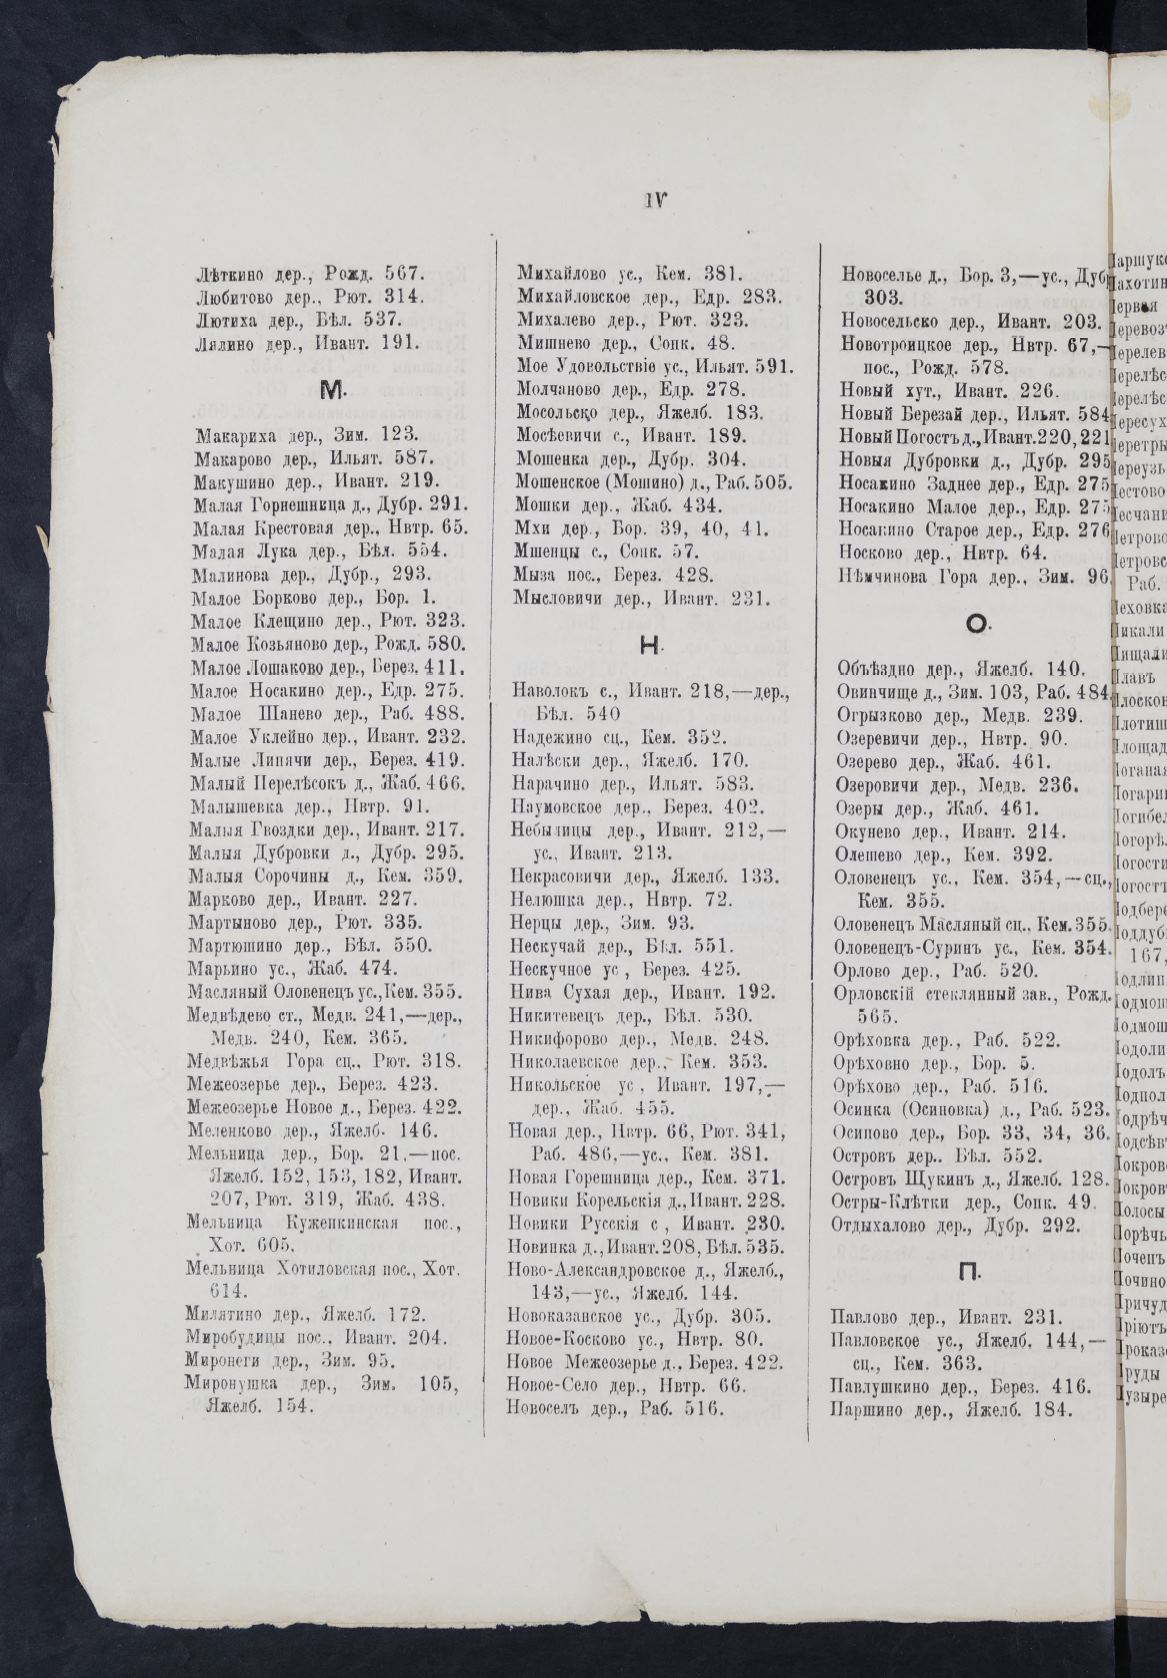 IV
Лѣткино дер., Рожд. 567.
Любитово дер., Рют. 314.
Лютиха дер., Бѣл. 537.
Лялино дер., Ивант. 191.
М.
Макариха дер., Зим. 123.
Макарово дер., Ильят. 587.
Макушино дер., Ивант. 219.
Малая Горнешница д., Дубр. 291.
Малая Крестовая дер., Нвтр. 65.
Малая Лука дер., Бѣл. 554.
Малинова дер., Дубр., 293.
Малое Борково дер., Бор. 1.
Малое Клещино дер., Рют. 323.
Малое Козьяново дер., Рожд. 580.
Малое Лошаково дер., Берез. 411.
Малое Носакино дер., Едр. 275.
Малое Шанево дер., Раб. 488.
Малое Уклейно дер., Ивант. 232.
Малые Липячи дер., Берез. 419.
Малый Перелѣсокъ д., Жаб. 466.
Малышевка дер., Нвтр. 91.
Малыя Гвоздки дер., Ивант. 217.
Малыя Дубровки д., Дубр. 295.
Малыя Сорочины д., Кем. 359.
Марково дер., Ивант. 227.
Мартыново дер., Рют. 335.
Мартюшино дер., Бѣл. 550.
Марьино ус., Жаб. 474.
Масляный Оловенецъ ус., Кем. 355.
Медвѣдево ст., Медв. 241,—дер.,
Медв. 240, Кем. 365.
Медвѣжья Гора сц., Рют. 318.
Межеозерье дер., Берез. 423.
Межеозерье Новое д., Берез. 422.
Меленково дер., Яжелб. 146.
Мельница дер., Бор. 21,—пос.
Яжелб. 152, 153, 182, Ивант.
207, Рют. 319, Жаб. 438.
Мельница Куженкинская пос.,
Хот. 605.
Мельница Хотиловская пос., Хот.
614.
Милятино дер., Яжелб. 172.
Миробудицы пос., Ивант. 204.
Миронеги дер., Зим. 95.
Миронушка дер., Зим. 105,
Яжелб. 154.
Михайлово ус., Кем. 381.
Михайловское дер., Едр. 283.
Михалево дер., Рют. 323.
Мишнево дер., Сопк. 48.
Мое Удовольствіе ус., Ильят. 591.
Молчаново дер., Едр. 278.
Мосольско дер., Яжелб. 183.
Мосѣевичи с., Ивант. 189.
Мошенка дер., Дубр. 304.
Мошенское (Мошино) д., Раб. 505.
Мошки дер., Жаб. 434.
Мхи дер., Бор. 39, 40, 41.
Мшенцы с., Сопк. 57.
Мыза пос., Берез. 428.
Мысловичи дер., Ивант. 231.
Н.
Наволокъ с., Ивант. 218,—дер.,
Бѣл. 540
Надежино сц., Кем. 352.
Налѣски дер., Яжелб. 170.
Нарачино дер., Ильят. 583.
Наумовское дер., Берез. 402.
Небылицы дер., Ивант. 212,—
ус., Ивант. 213.
Некрасовичи дер., Яжелб. 133.
Нелюшка дер., Нвтр. 72.
Нерцы дер., Зим. 93.
Нескучай дер., Бѣл. 551.
Нескучное ус, Берез. 425.
Нива Сухая дер., Ивант. 192.
Никитевецъ дер., Бѣл. 530.
Никифорово дер., Медв. 248.
Николаевское дер., Кем. 353.
Никольское ус, Ивант. 197,—
дер., Жаб. 455.
Новая дер., Нвтр. 66, Рют. 341,
Раб. 486,—ус., Кем. 381.
Новая Горешница дер., Кем. 371.
Новики Корельскія д., Ивант. 228.
Новики Русскія с, Ивант. 230.
Новинка д., Ивант. 208, Бѣл. 535.
Ново-Александровское д., Яжелб.,
143,—ус., Яжелб. 144.
Новоказанское ус., Дубр. 305.
Новое-Косково ус., Нвтр. 80.
Новое Межеозерье д., Берез. 422.
Новое-Село дер., Нвтр. 66.
Новоселъ дер., Раб. 516.
Новоселье д., Бор. 3,—ус., Дубр
303.
Новосельско дер., Ивант. 203.
Новотроицкое дер., Нвтр. 67,—
пос., Рожд. 578.
Новый хут., Ивант. 226.
Новый Березай дер., Ильят. 584
Новый Погостъ д., Ивант. 220, 221
Новыя Дубровки д., Дубр. 295
Носакино Заднее дер., Едр. 275
Носакино Малое дер., Едр. 275
Носакино Старое дер., Едр. 276
Носково дер., Нвтр. 64.
Нѣмчинова Гора дер., Зим. 96.
О.
Объѣздно дер., Яжелб. 140.
Овинчище д., Зим. 103, Раб. 484.
Огрызково дер., Медв. 239.
Озеревичи дер., Нвтр. 90.
Озерево дер., Жаб. 461.
Озеровичи дер., Медв. 236.
Озеры дер., Жаб. 461.
Окунево дер., Ивант. 214.
Олешево дер., Кем. 392.
Оловенецъ ус., Кем. 354,—сц.,
Кем. 355.
Оловенецъ Масляный сц., Кем. 355.
Оловенецъ-Суринъ ус., Кем. 354.
Орлово дер., Раб. 520.
Орловскій стеклянный зав., Рожд.
565.
Орѣховка дер., Раб. 522.
Орѣховно дер., Бор. 5.
Орѣхово дер., Раб. 516.
Осинка (Осиновка) д., Раб. 523.
Осипово дер., Бор. 33, 34, 36.
Островъ дер.. Бѣл. 552.
Островъ Щукинъ д., Яжелб. 128.
Остры-Клѣтки дер., Сопк. 49.
Отдыхалово дер., Дубр. 292.
П.
Павлово дер., Ивант. 231.
Павловское ус., Яжелб. 144,—
сц., Кем. 363.
Павлушкино дер., Берез. 416.
Паршино дер., Яжелб. 184.
Раб.
167,